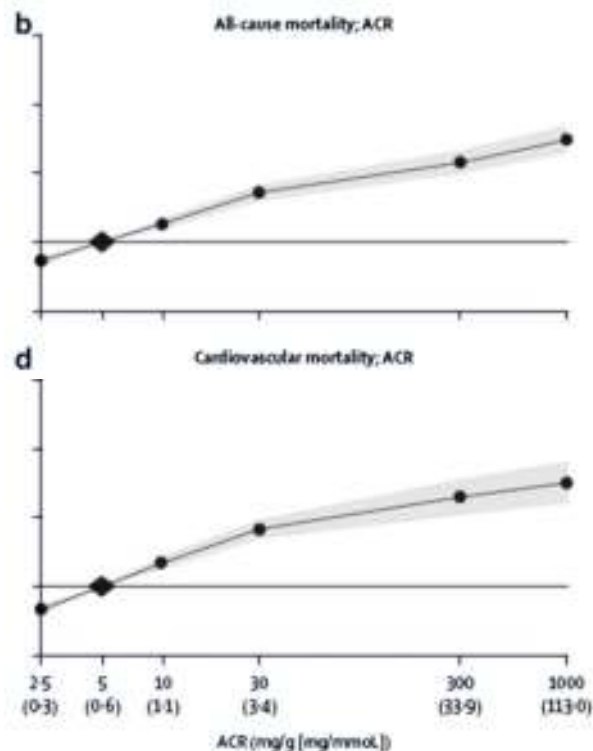 b
All-cause mortality; ACR
d
Cardiovascular mortality; ACR
2·5 5 10 30 300 1000
(0·3) (0·6) (1·1) (3·4) (33·9) (113·0)
ACR (mg/g [mg/mmoL])